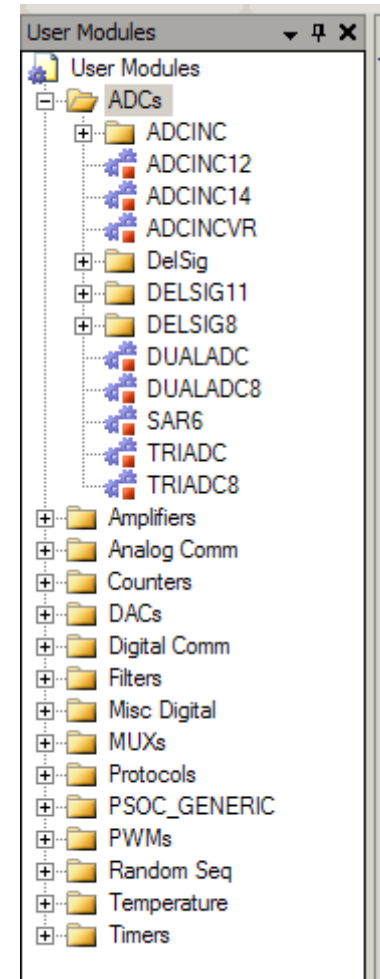 User Modules
User Modules
ADCs
ADCINC
ADCINC12
ADCINC14
ADCINCVR
DelSig
DELSIG11
DELSIG8
DUALADC
DUALADC8
SAR6
TRIADC
TRIADC8
Amplifiers
Analog Comm
Counters
DACs
Digital Comm
Filters
Misc Digital
MUXs
Protocols
PSOC_GENERIC
PWMs
Random Seq
Temperature
Timers